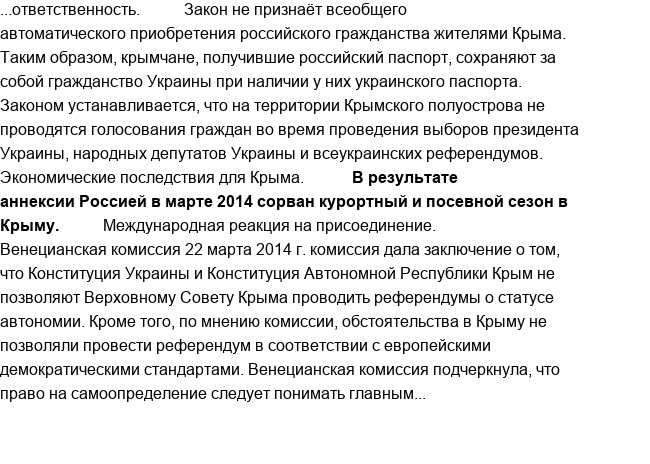 ...ответственность. Закон не признаёт всеобщего
автоматического приобретения российского гражданства жителями Крыма.
Таким образом, крымчане, получившие российский паспорт, сохраняют за
собой гражданство Украины при наличии у них украинского паспорта.
Законом устанавливается, что на территории Крымского полуострова не
проводятся голосования граждан во время проведения выборов президента
Украины, народных депутатов Украины и всеукраинских референдумов.
Экономические последствия для Крыма. В результате
аннексии Россией в марте 2014 сорван курортный и посевной сезон в
Крыму. Международная реакция на присоединение.
Венецианская комиссия 22 марта 2014 г. комиссия дала заключение о том,
что Конституция Украины и Конституция Автономной Республики Крым не
позволяют Верховному Совету Крыма проводить референдумы о статусе
автономии. Кроме того, по мнению комиссии, обстоятельства в Крыму не
позволяли провести референдум в соответствии с европейскими
демократическими стандартами. Венецианская комиссия подчеркнула, что
право на самоопределение следует понимать главным...